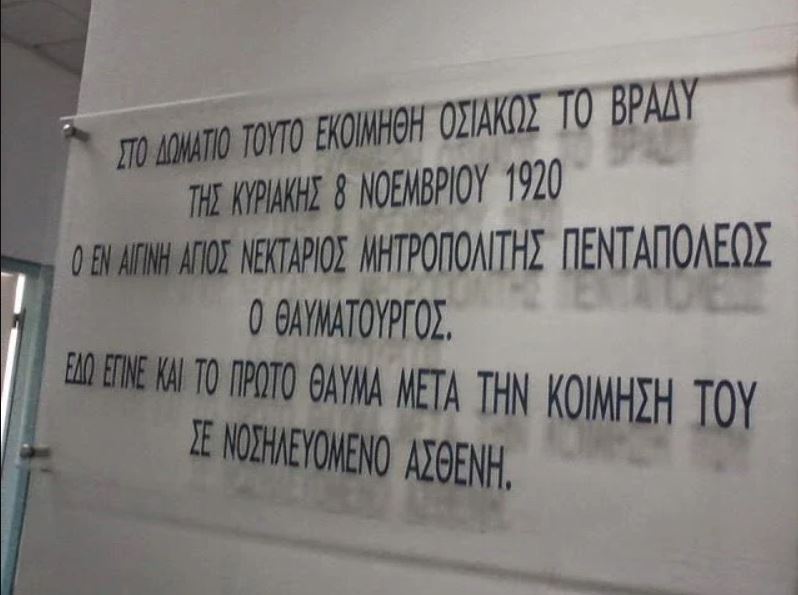 ΣΤΟ ΔΩΜΑΤΙΟ ΤΟΥΤΟ ΕΚΟΙΜΗΘΗ ΟΣΙΑΚΩΣ ΤΟ ΒΡΑΔΥ
ΤΗΣ ΚΥΡΙΑΚΗΣ 8 ΝΟΕΜΒΡΙΟΥ 1920
Ο ΕΝ ΑΙΓΙΝΗ ΑΓΙΟΣ ΝΕΚΤΑΡΙΟΣ ΜΗΤΡΟΠΟΛΙΤΗΣ ΠΕΝΤΑΠΟΛΕΩΣ
Ο ΘΑΥΜΑΤΟΥΡΓΟΣ.
ΕΔΩ ΕΓΙΝΕ ΚΑΙ ΤΟ ΠΡΩΤΟ ΘΑΥΜΑ ΜΕΤΑ ΤΗΝ ΚΟΙΜΗΣΗ ΤΟΥ
ΣΕ ΝΟΣΗΛΕΥΟΜΕΝΟ ΑΣΘΕΝΗ.